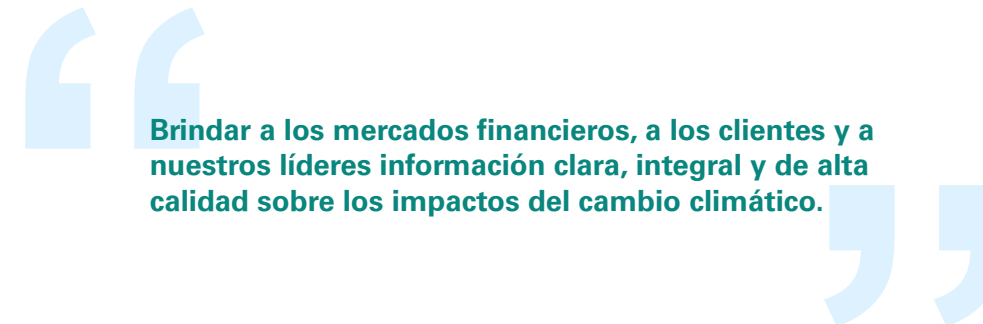 Brindar a los mercados financieros, a los clientes y a
nuestros líderes información clara, integral y de alta
calidad sobre los impactos del cambio climático.